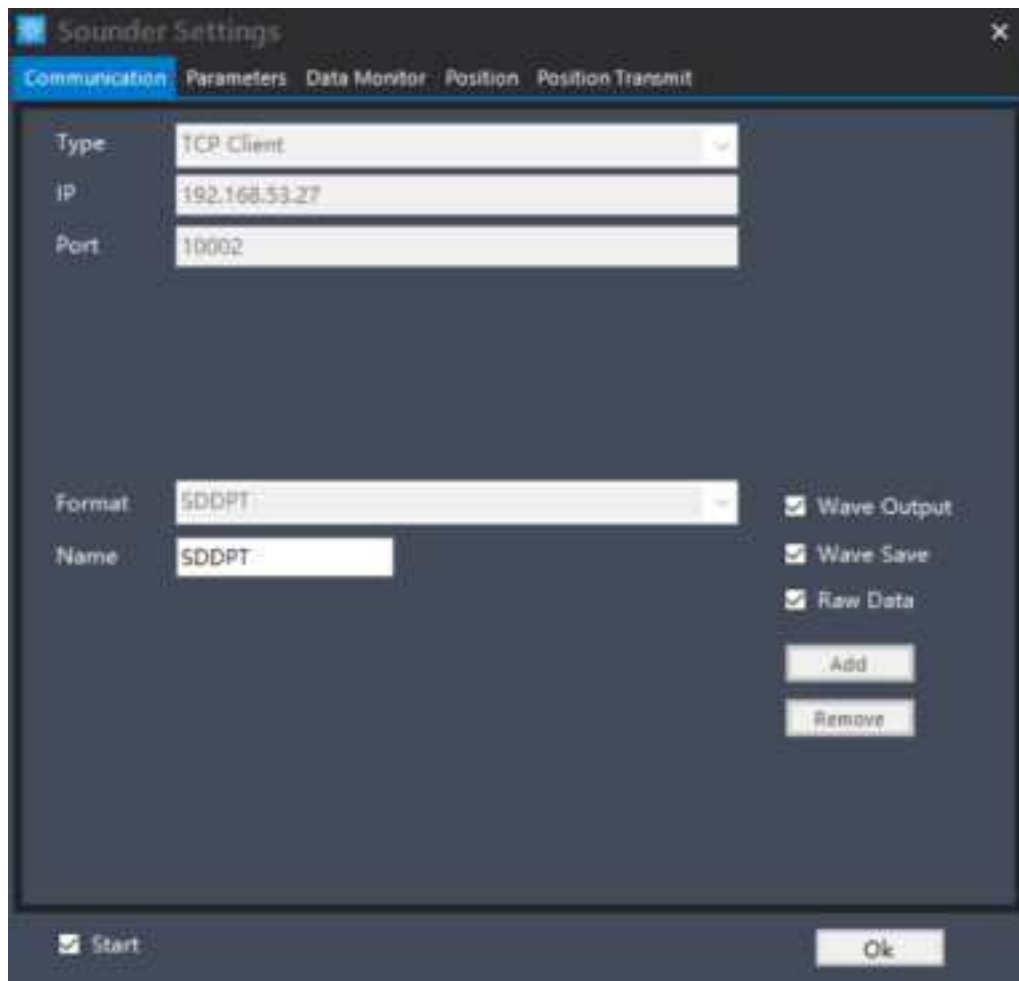 Sounder Settings
Communication Parameters Data Monitor Position Position Transmit
Type TCP Client
IP 192.168.53.27
Port 10002
Format SDDPT
Wave Output
Name SDDPT
Wave Save
Raw Data
Add
Remove
Start
Ok